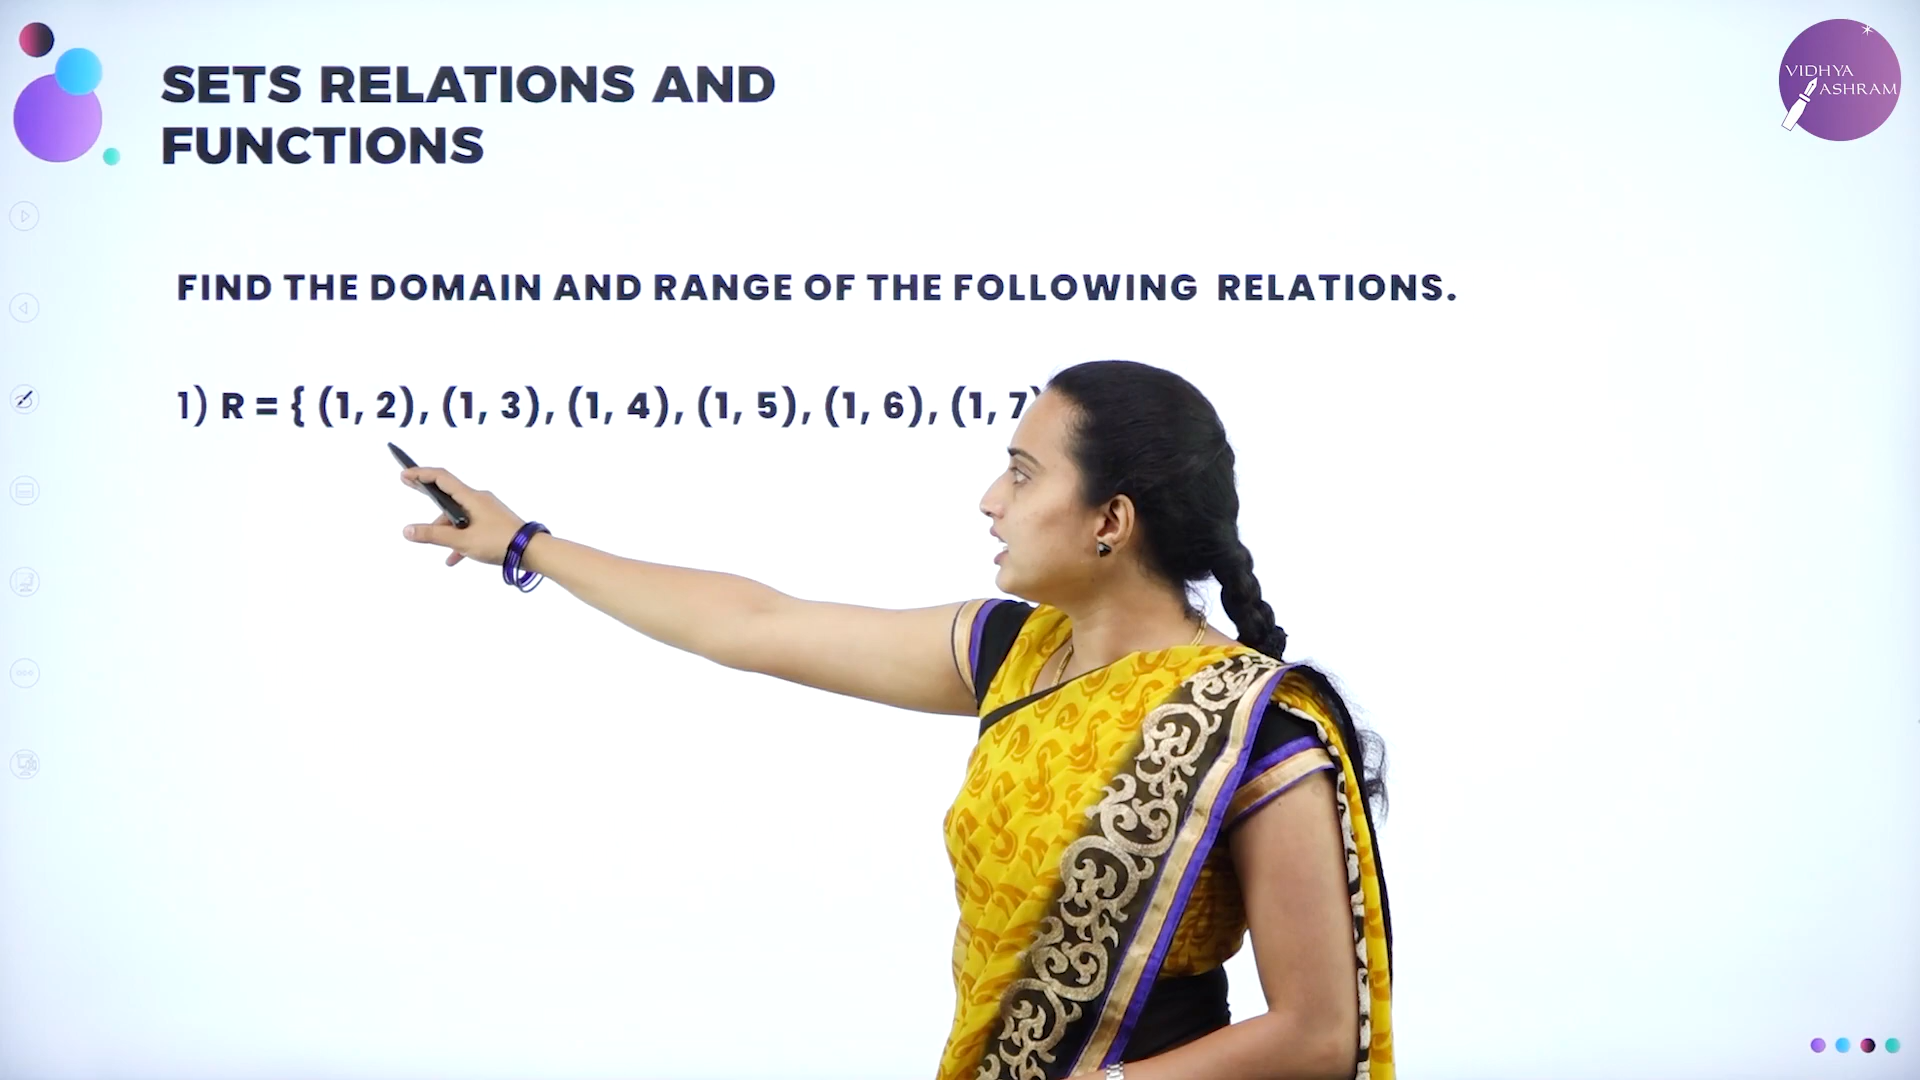 SETS RELATIONS AND
FUNCTIONS
VIDHYA
ASHRAM
FIND THE DOMAIN AND RANGE OF THE FOLLOWING RELATIONS.
1) R = { (1, 2), (1, 3), (1, 4), (1, 5), (1, 6), (1, 7)